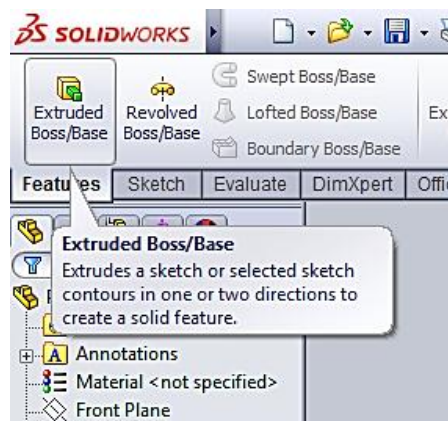 SOLIDWORKS
Extruded Boss/Base
Revolved Boss/Base
Swept Boss/Base
Lofted Boss/Base
Boundary Boss/Base
Features Sketch Evaluate DimXpert
Extruded Boss/Base
Extrudes a sketch or selected sketch
contours in one or two directions to
create a solid feature.
A Annotations
Material <not specified>
Front Plane